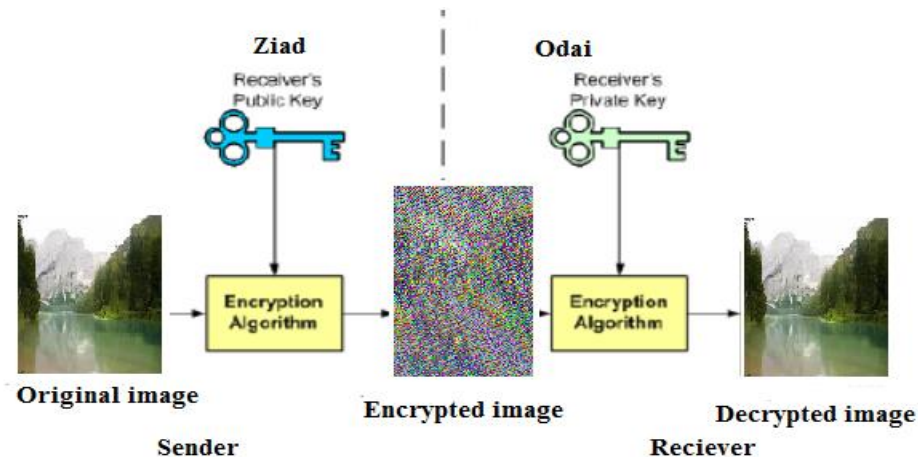 Ziad
Receiver's
Public Key
Odai
Receiver's
Private Key
Encryption
Algorithm
Encryption
Algorithm
Original image
Encrypted image
Decrypted image
Sender
Reciever